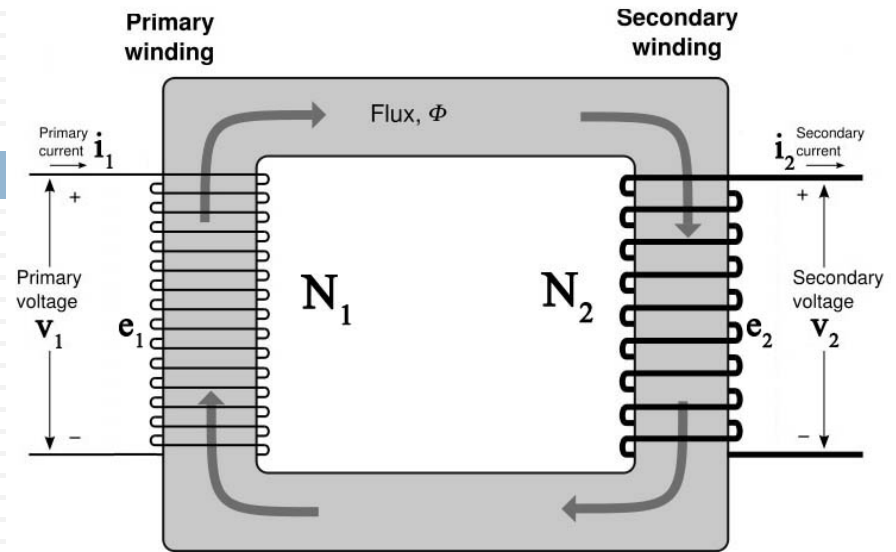 Primary
winding
Secondary
winding
Flux, Φ
Primary
current i₁
i₂ Secondary
current
+
+
Primary
voltage
v₁
e₁
N₁
N₂
e₂
Secondary
voltage
v₂
−
−